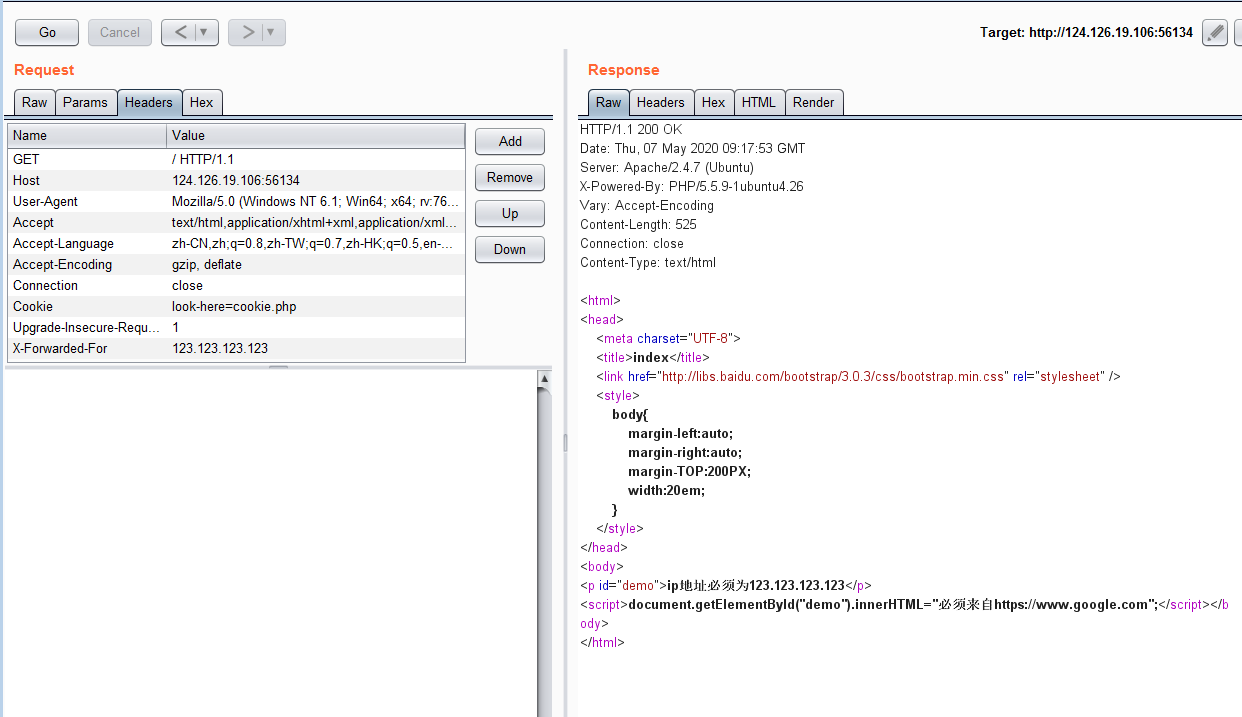 Go Cancel < ▼ > ▼ Target: http://124.126.19.106:56134
Request
Raw Params Headers Hex
Name Value
GET / HTTP/1.1
Host 124.126.19.106:56134
User-Agent Mozilla/5.0 (Windows NT 6.1; Win64; x64; rv:76...
Accept text/html,application/xhtml+xml,application/xml...
Accept-Language zh-CN,zh;q=0.8,zh-TW;q=0.7,zh-HK;q=0.5,en-...
Accept-Encoding gzip, deflate
Connection close
Cookie look-here=cookie.php
Upgrade-Insecure-Requ... 1
X-Forwarded-For 123.123.123.123
Add
Remove
Up
Down
Response
Raw Headers Hex HTML Render
HTTP/1.1 200 OK
Date: Thu, 07 May 2020 09:17:53 GMT
Server: Apache/2.4.7 (Ubuntu)
X-Powered-By: PHP/5.5.9-1ubuntu4.26
Vary: Accept-Encoding
Content-Length: 525
Connection: close
Content-Type: text/html
<html>
<head>
<meta charset="UTF-8">
<title>index</title>
<link href="http://libs.baidu.com/bootstrap/3.0.3/css/bootstrap.min.css" rel="stylesheet" />
<style>
body{
margin-left:auto;
margin-right:auto;
margin-TOP:200PX;
width:20em;
}
</style>
</head>
<body>
<p id="demo">ip地址必须为123.123.123.123</p>
<script>document.getElementById("demo").innerHTML="必须来自https://www.google.com";</script></b
ody>
</html>